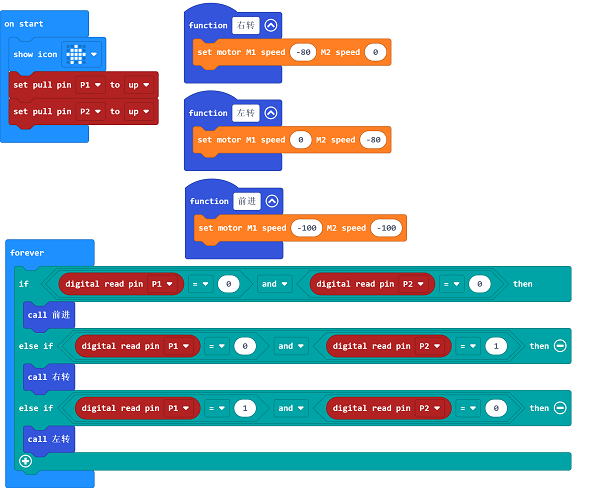 on start
show icon
set pull pin P1 to up
set pull pin P2 to up
function 右转
set motor M1 speed -80 M2 speed 0
function 左转
set motor M1 speed 0 M2 speed -80
function 前进
set motor M1 speed -100 M2 speed -100
forever
if digital read pin P1 = 0 and digital read pin P2 = 0 then
call 前进
else if digital read pin P1 = 0 and digital read pin P2 = 1 then
call 右转
else if digital read pin P1 = 1 and digital read pin P2 = 0 then
call 左转